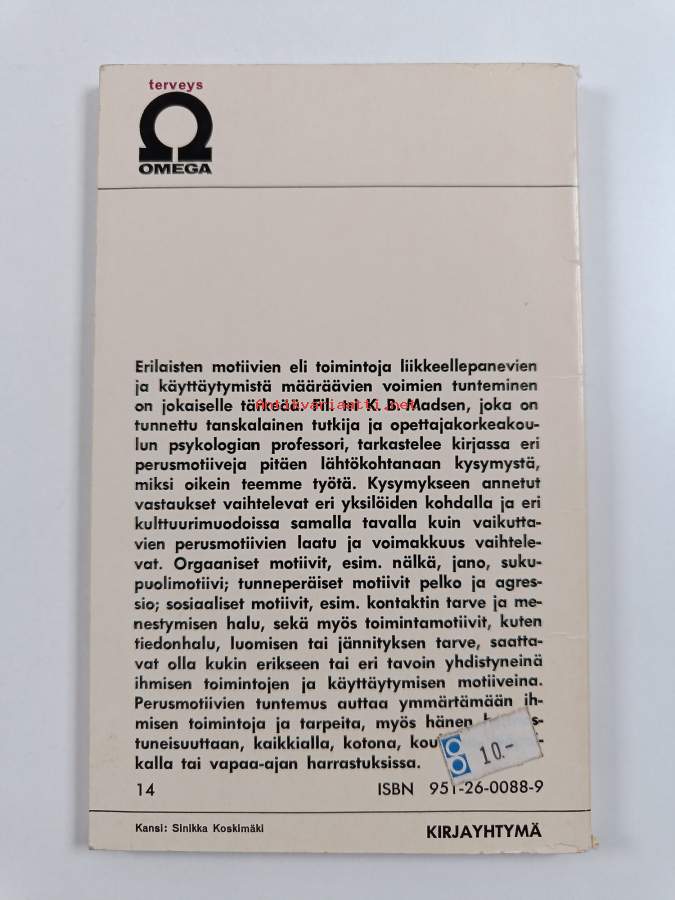 terveys
OMEGA
Erilaisten motiivien eli toimintoja liikkeellepanevien
ja käyttäytymistä määräävien voimien tunteminen
on jokaiselle tärkeää. Fil. tri K.B. Madsen, joka on
antikvariaatti.net
tunnettu tanskalainen tutkija ja opettajakorkeakou-
lun psykologian professori, tarkastelee kirjassa eri
perusmotiiveja pitäen lähtökohtanaan kysymystä,
miksi oikein teemme työtä. Kysymykseen annetut
vastaukset vaihtelevat eri yksilöiden kohdalla ja eri
kulttuurimuodoissa samalla tavalla kuin vaikutta-
vien perusmotiivien laatu ja voimakkuus vaihtele-
vat. Orgaaniset motiivit, esim. nälkä, jano, suku-
puolimotiivi; tunneperäiset motiivit pelko ja agres-
sio; sosiaaliset motiivit, esim. kontaktin tarve ja me-
nestymisen halu, sekä myös toimintamotiivit, kuten
tiedonhalu, luomisen tai jännityksen tarve, saatta-
vat olla kukin erikseen tai eri tavoin yhdistyneinä
ihmisen toimintojen ja käyttäytymisen motiiveina.
Perusmotiivien tuntemus auttaa ymmärtämään ih-
misen toimintoja ja tarpeita, myös hänen
tuneisuuttaan, kaikkialla, kotona,
kalla tai vapaa-ajan harrastuksissa.
10.-
14
ISBN 951-26-0088-9
Kansi: Sinikka Koskimäki
KIRJAYHTYMÄ